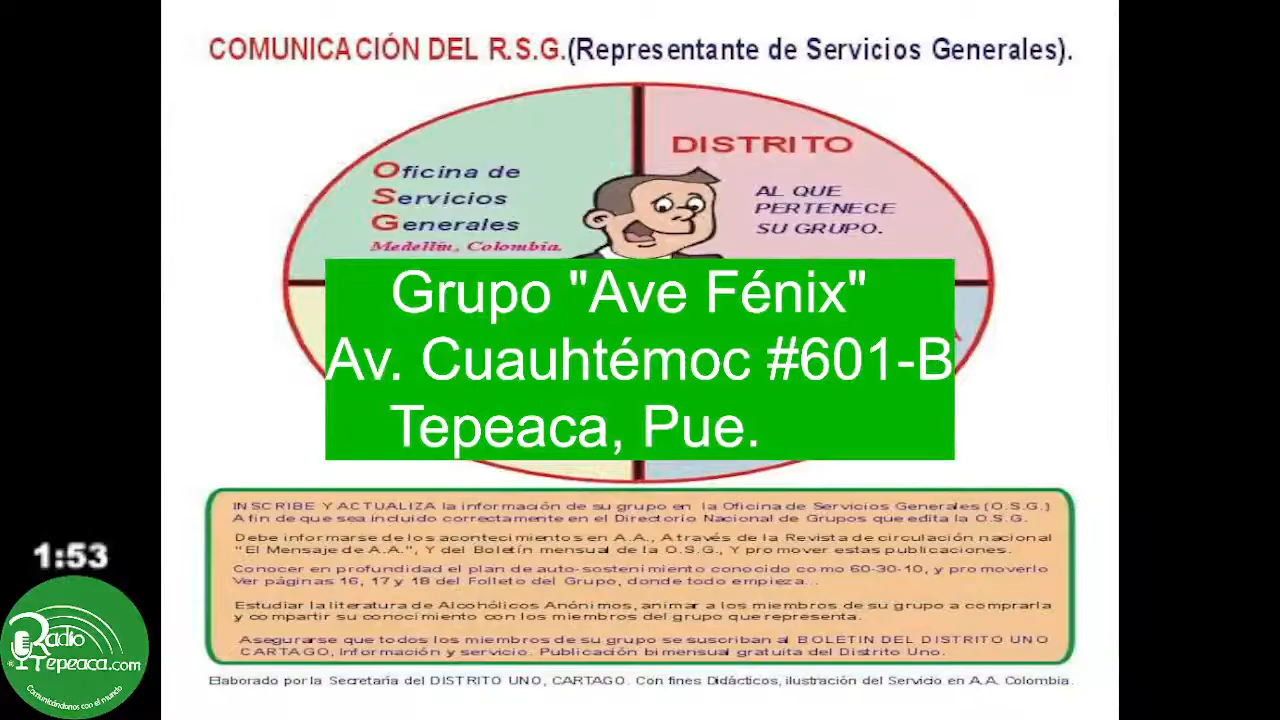 COMUNICACIÓN DEL R.S.G.(Representante de Servicios Generales).
Oficina de
Servicios
Generales
Medellín, Colombia.
DISTRITO
AL QUE
PERTENECE
SU GRUPO.
Grupo "Ave Fénix"
Av. Cuauhtémoc #601-B
Tepeaca, Pue.
INSCRIBE Y ACTUALIZA la información de su grupo en la Oficina de Servicios Generales (O.S.G.)
A fin de que sea incluido correctamente en el Directorio Nacional de Grupos que edita la O.S.G.
Debe informarse de los acontecimientos en A.A., A través de la Revista de circulación nacional
"El Mensaje de A.A.", Y del Boletín mensual de la O.S.G., Y promover estas publicaciones.
Conocer en profundidad el plan de auto-sostenimiento conocido como 60-30-10, y promoverlo
Ver páginas 16, 17 y 18 del Folleto del Grupo, donde todo empieza...
Estudiar la literatura de Alcohólicos Anónimos, animar a los miembros de su grupo a comprarla
y compartir su conocimiento con los miembros del grupo que representa.
Asegurarse que todos los miembros de su grupo se suscriban al BOLETIN DEL DISTRITO UNO
CARTAGO, Información y servicio. Publicación bimensual gratuita del Distrito Uno.
Elaborado por la Secretaría del DISTRITO UNO, CARTAGO. Con fines Didácticos, ilustración del Servicio en A.A. Colombia.
1:53
Radio
Tepeaca.com
Comunicándonos con el mundo